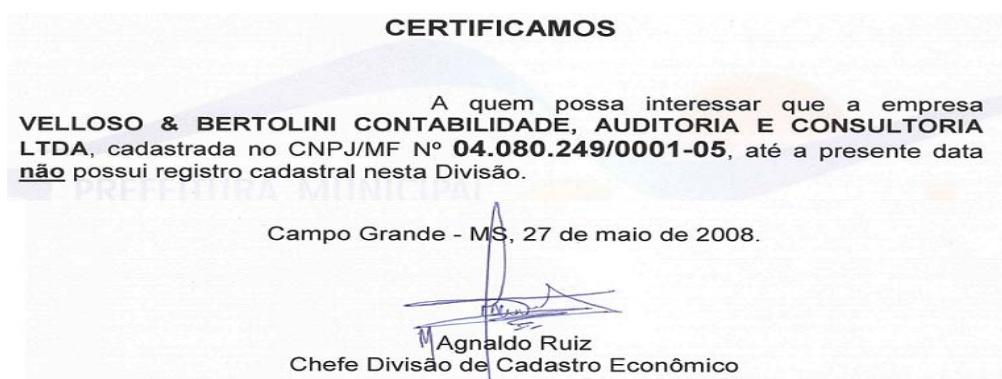 CERTIFICAMOS
A quem possa interessar que a empresa
VELLOSO & BERTOLINI CONTABILIDADE, AUDITORIA E CONSULTORIA
LTDA, cadastrada no CNPJ/MF Nº 04.080.249/0001-05, até a presente data
não possui registro cadastral nesta Divisão.
PREFEITURA MUNICIPAL
Campo Grande - MS, 27 de maio de 2008.
Agnaldo Ruiz
Chefe Divisão de Cadastro Econômico